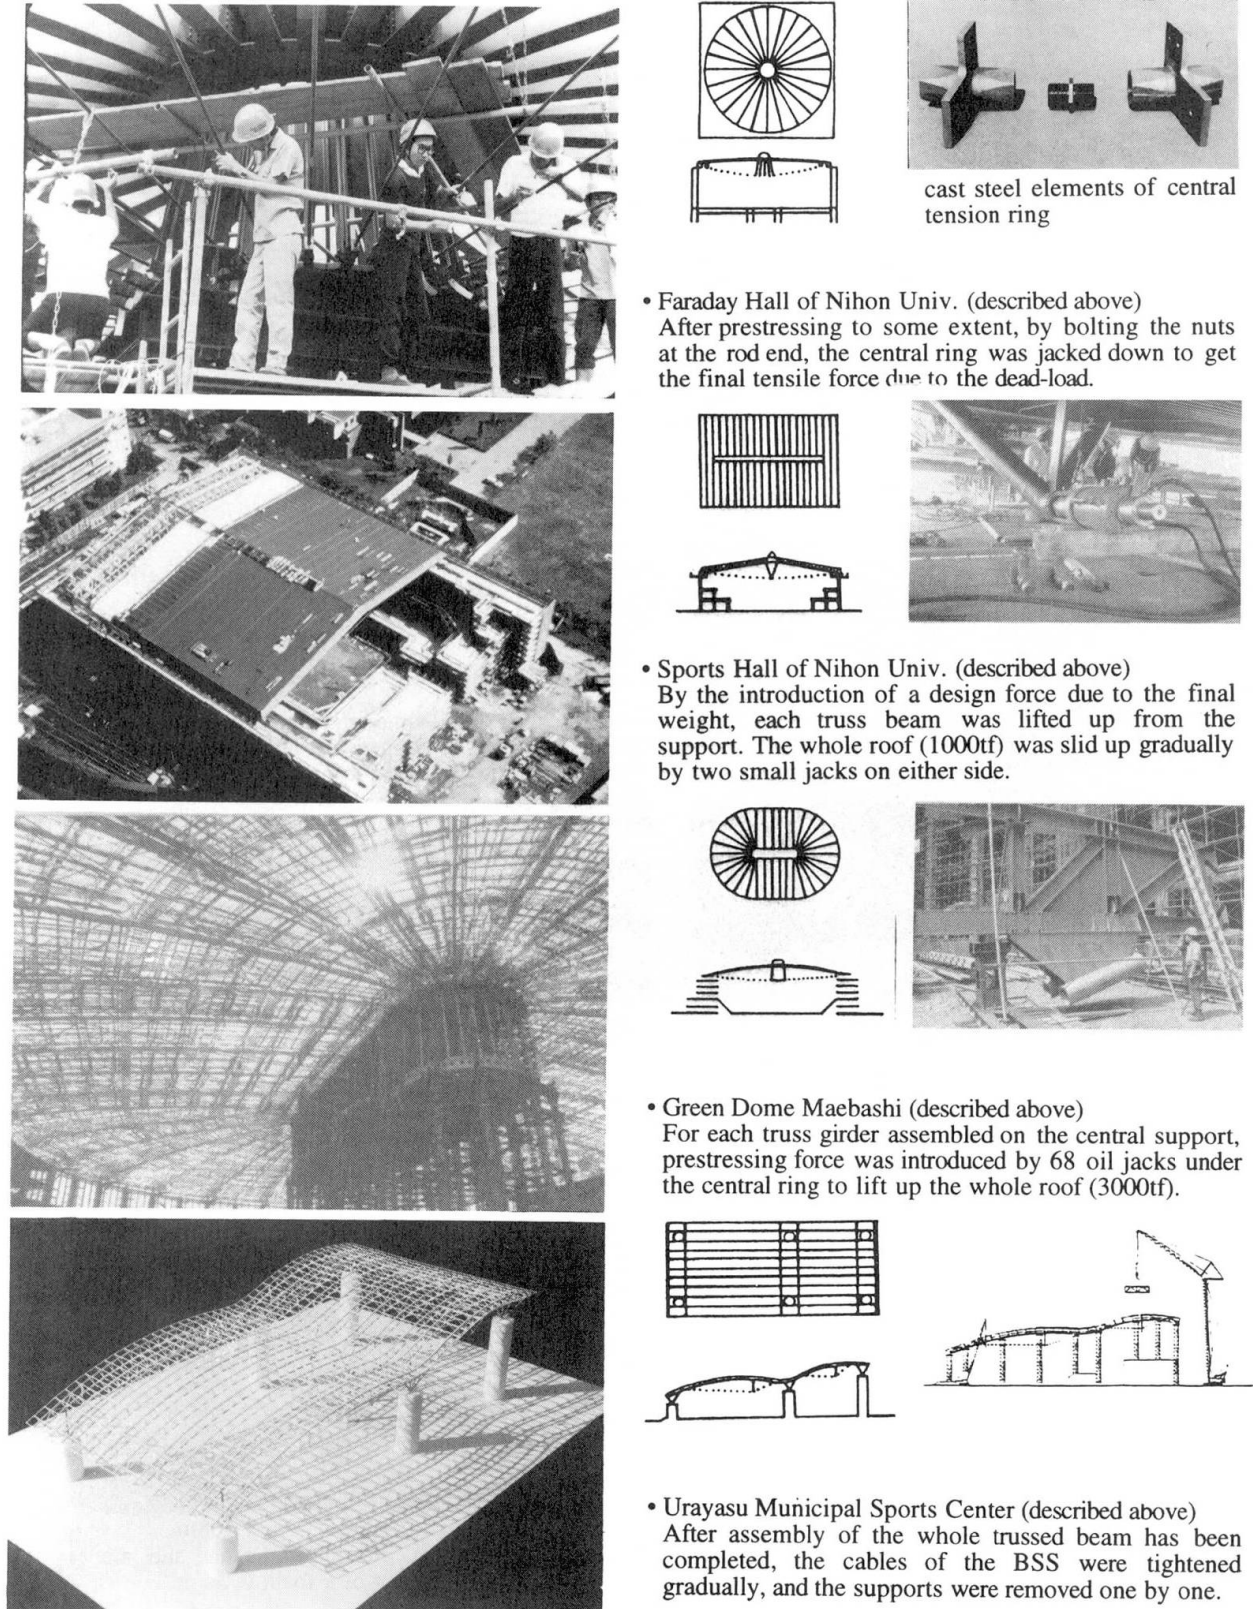 cast steel elements of central
tension ring
• Faraday Hall of Nihon Univ. (described above)
After prestressing to some extent, by bolting the nuts
at the rod end, the central ring was jacked down to get
the final tensile force due to the dead-load.
• Sports Hall of Nihon Univ. (described above)
By the introduction of a design force due to the final
weight, each truss beam was lifted up from the
support. The whole roof (1000tf) was slid up gradually
by two small jacks on either side.
• Green Dome Maebashi (described above)
For each truss girder assembled on the central support,
prestressing force was introduced by 68 oil jacks under
the central ring to lift up the whole roof (3000tf).
• Urayasu Municipal Sports Center (described above)
After assembly of the whole trussed beam has been
completed, the cables of the BSS were tightened
gradually, and the supports were removed one by one.